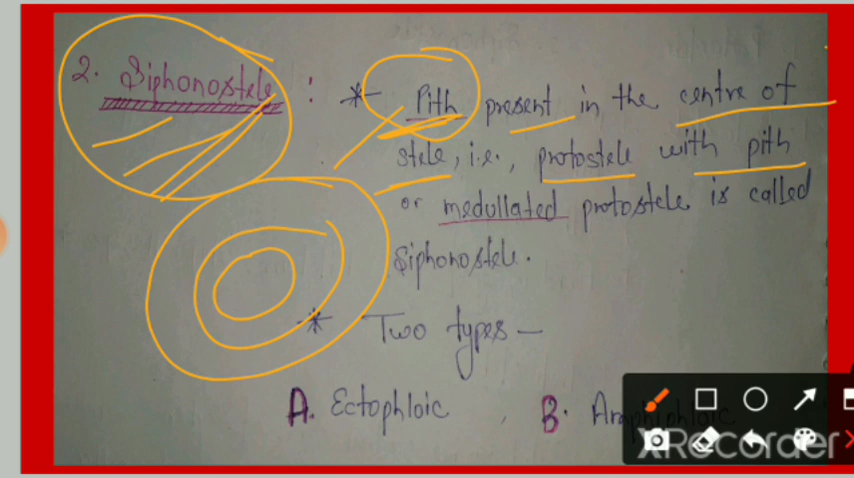 2. Siphonostele : * Pith present in the centre of
stele, i.e., protostele with pith
or medullated protostele is called
Siphonostele.
* Two types —
A. Ectophloic , B. Amphiphloic
XRecorder